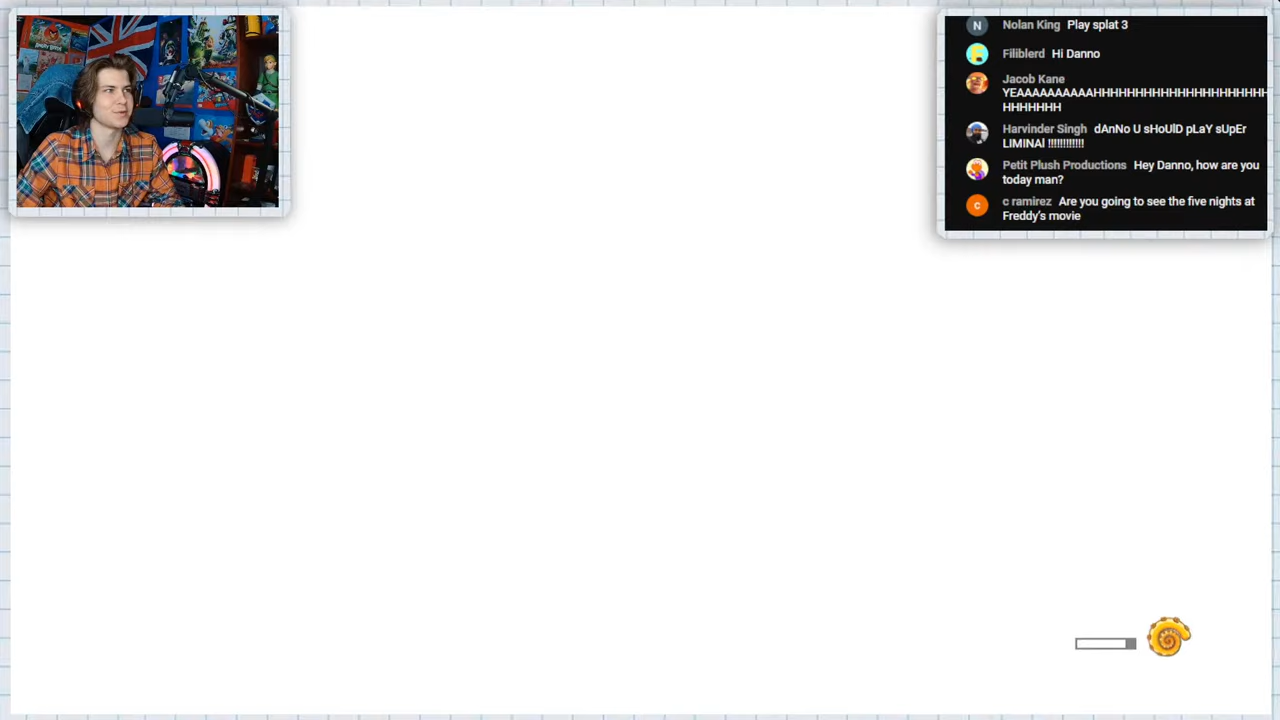 Nolan King Play splat 3
Filiblerd Hi Danno
Jacob Kane
YEAAAAAAAAAAHHHHHHHHHHHHHHHHHHHH
HHHHHHH
Harvinder Singh dAnNo U sHoUlD pLaY sUpEr
LIMINAl !!!!!!!!!!!!
Petit Plush Productions Hey Danno, how are you
today man?
c ramirez Are you going to see the five nights at
Freddy's movie